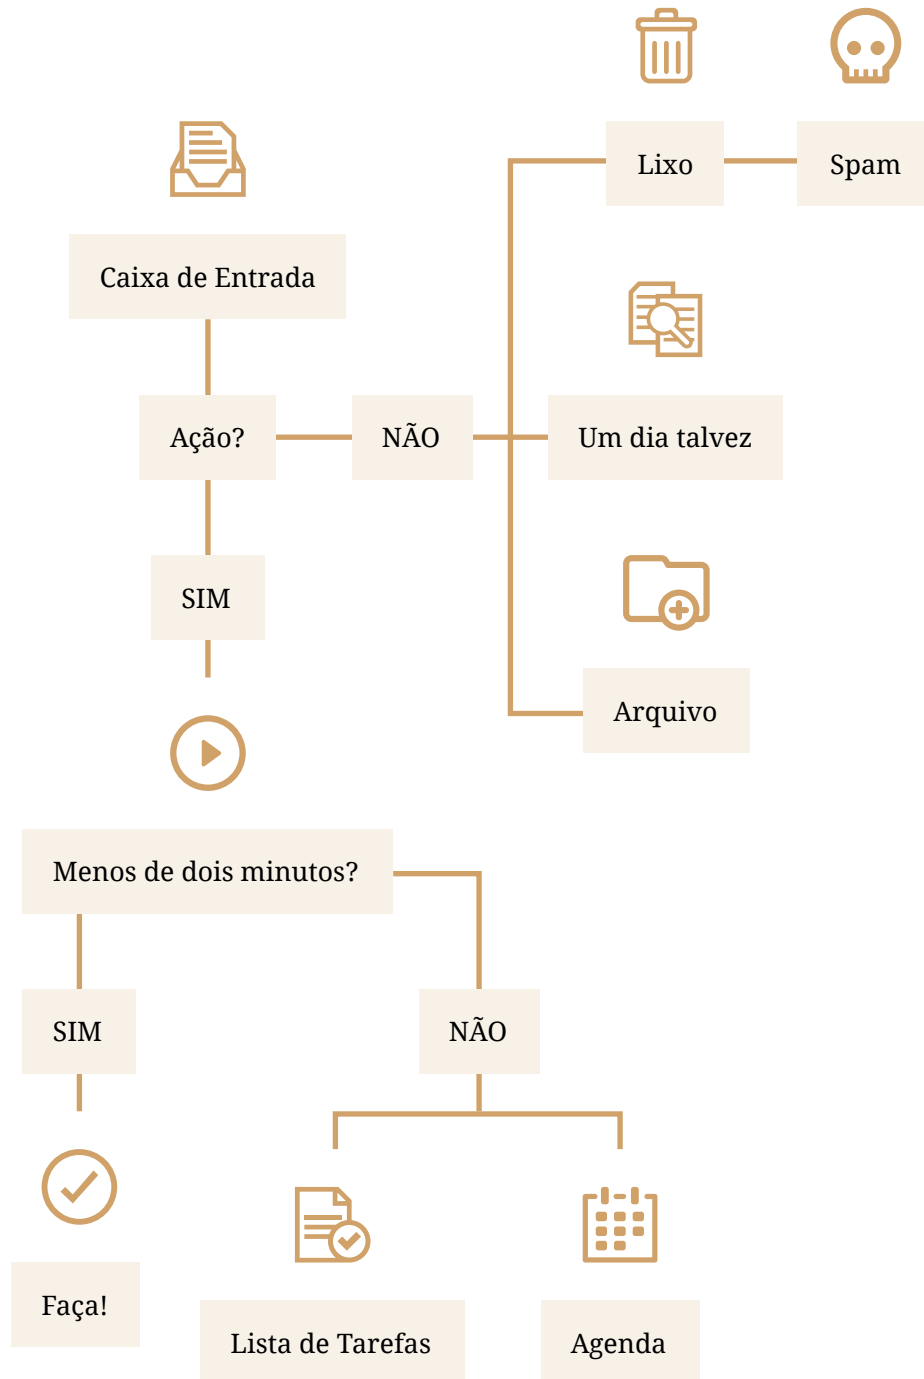 Lixo
Spam
Caixa de Entrada
Ação?
NÃO
Um dia talvez
SIM
Arquivo
Menos de dois minutos?
SIM
NÃO
Faça!
Lista de Tarefas
Agenda